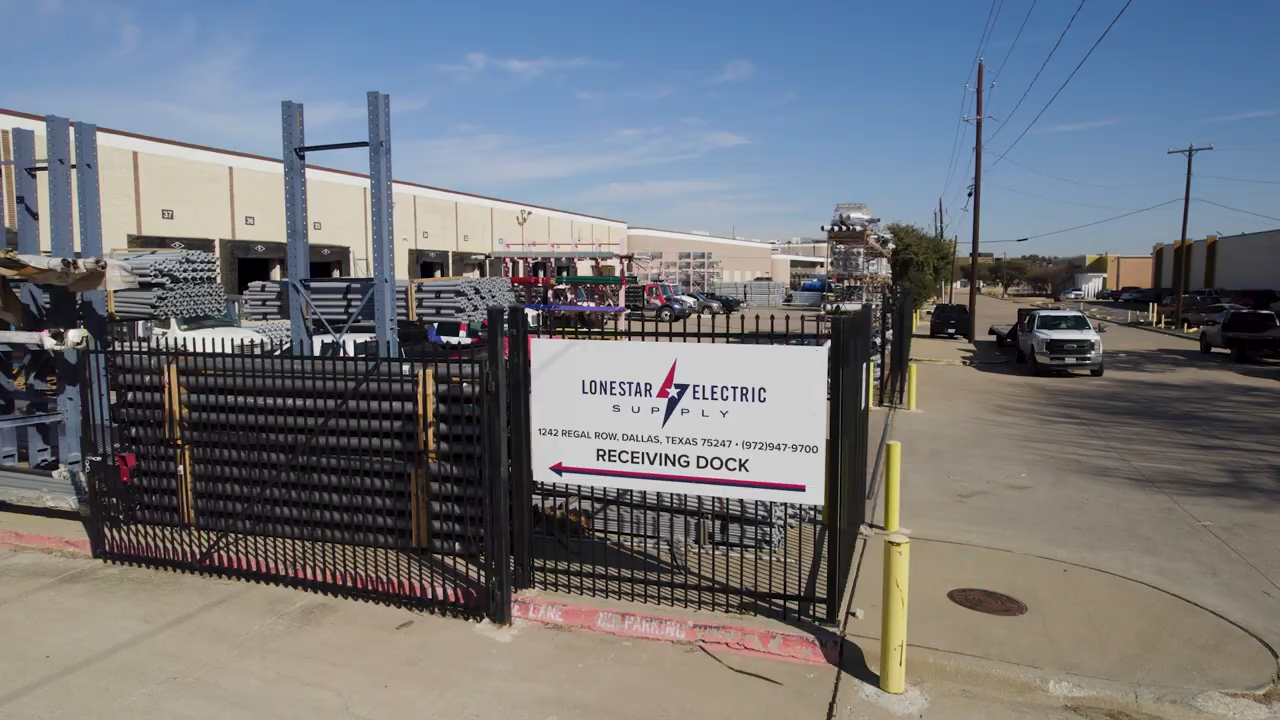 37
36
35
LONESTAR ELECTRIC
SUPPLY
1242 REGAL ROW, DALLAS, TEXAS 75247 • (972)947-9700
RECEIVING DOCK
LANE NO PARKING